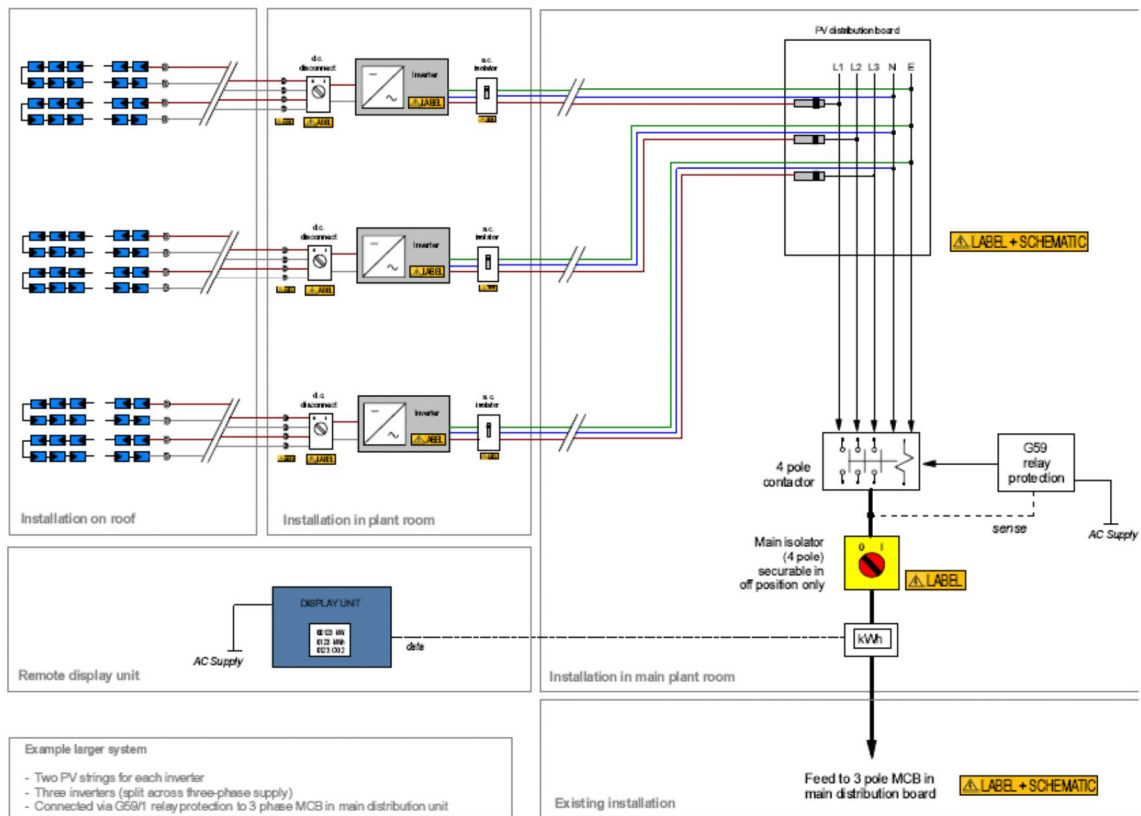 PV distribution board
L1 L2 L3 N E
d.c.
disconnect
Inverter
LABEL
a.c.
isolator
LABEL
LABEL + SCHEMATIC
d.c.
disconnect
Inverter
LABEL
a.c.
isolator
LABEL
d.c.
disconnect
Inverter
LABEL
a.c.
isolator
LABEL
4 pole
contactor
G59
relay
protection
sense
AC Supply
Installation on roof
Installation in plant room
Main isolator
(4 pole)
securable in
off position only
O I
LABEL
DISPLAY UNIT
AC Supply
data
kWh
Remote display unit
Installation in main plant room
Example larger system
- Two PV strings for each inverter
- Three inverters (split across three-phase supply)
- Connected via G59/1 relay protection to 3 phase MCB in main distribution unit
Feed to 3 pole MCB in
main distribution board
LABEL + SCHEMATIC
Existing installation